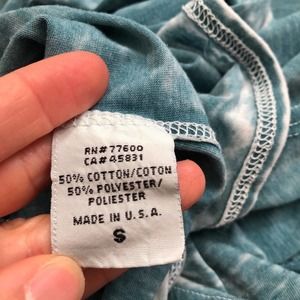 RN# 77600
CA# 45831
50% COTTON/COTON
50% POLYESTER/
POLIESTER
MADE IN U.S.A.
S